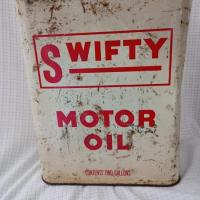 SWIFTY
MOTOR
OIL
CONTENTS TWO GALLONS